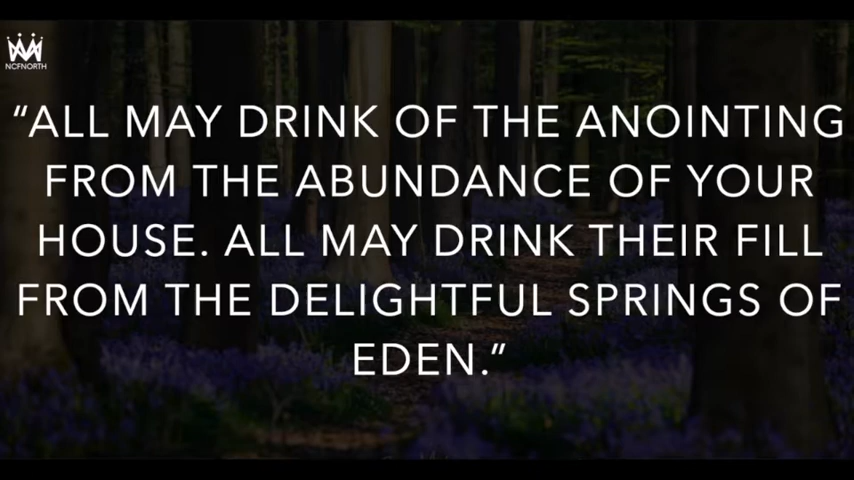 NCFNORTH
“ALL MAY DRINK OF THE ANOINTING
FROM THE ABUNDANCE OF YOUR
HOUSE. ALL MAY DRINK THEIR FILL
FROM THE DELIGHTFUL SPRINGS OF
EDEN.”